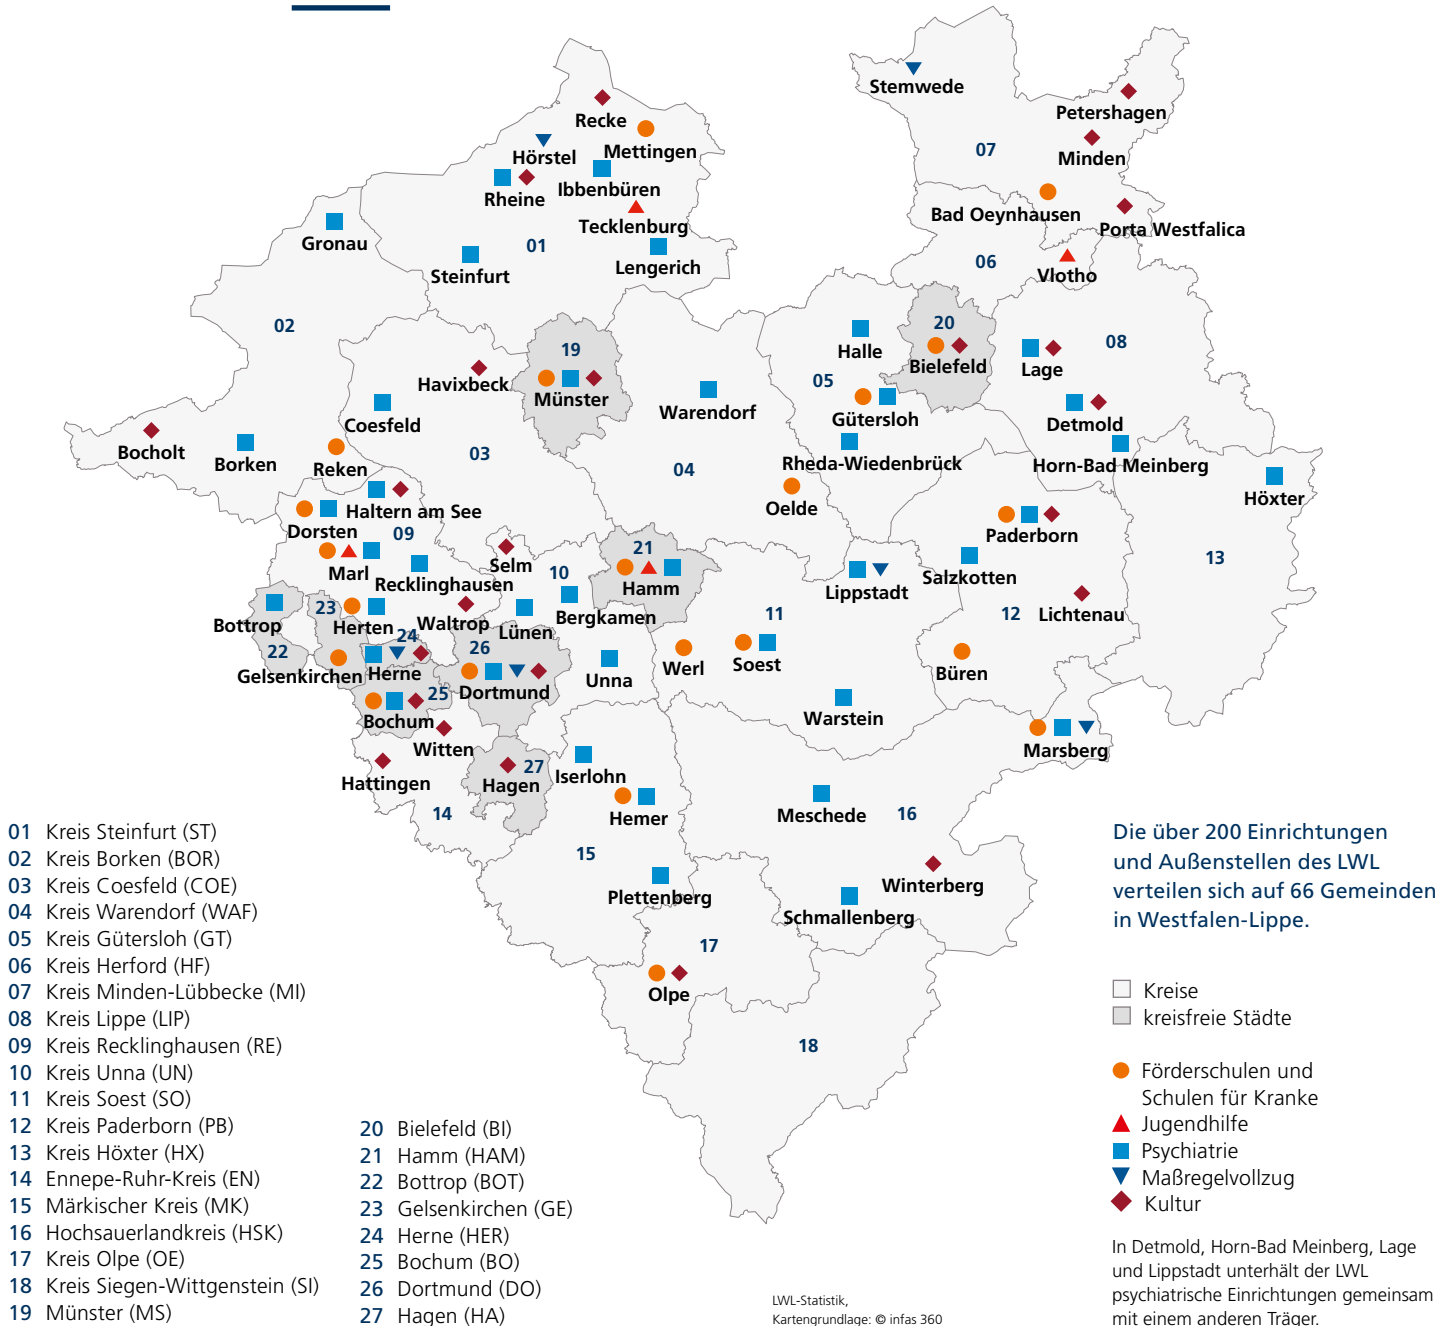 Stemwede
Petershagen
Recke
Mettingen
Minden
07
Hörstel
Ibbenbüren
Rheine
Bad Oeynhausen
Tecklenburg
Porta Westfalica
Gronau
01
Steinfurt
Lengerich
06
Vlotho
02
20
08
19
Halle
Bielefeld
Lage
Havixbeck
05
Münster
Warendorf
Gütersloh
Coesfeld
Detmold
Bocholt
Borken
Reken
03
04
Rheda-Wiedenbrück
Horn-Bad Meinberg
Höxter
Oelde
Haltern am See
Dorsten
09
Paderborn
21
13
Marl
Selm
10
Recklinghausen
Hamm
Lippstadt
Salzkotten
23
Bergkamen
11
12
Lichtenau
Bottrop
Herten
Waltrop
Lünen
24
26
22
Gelsenkirchen
Herne
Werl
Soest
Büren
Unna
25
Dortmund
Bochum
Warstein
Witten
Marsberg
27
Iserlohn
Hattingen
Hagen
14
Hemer
Meschede
16
15
Winterberg
Plettenberg
Schmallenberg
17
Olpe
18
01 Kreis Steinfurt (ST)
02 Kreis Borken (BOR)
03 Kreis Coesfeld (COE)
04 Kreis Warendorf (WAF)
05 Kreis Gütersloh (GT)
06 Kreis Herford (HF)
07 Kreis Minden-Lübbecke (MI)
08 Kreis Lippe (LIP)
09 Kreis Recklinghausen (RE)
10 Kreis Unna (UN)
11 Kreis Soest (SO)
12 Kreis Paderborn (PB)
13 Kreis Höxter (HX)
14 Ennepe-Ruhr-Kreis (EN)
15 Märkischer Kreis (MK)
16 Hochsauerlandkreis (HSK)
17 Kreis Olpe (OE)
18 Kreis Siegen-Wittgenstein (SI)
19 Münster (MS)
20 Bielefeld (BI)
21 Hamm (HAM)
22 Bottrop (BOT)
23 Gelsenkirchen (GE)
24 Herne (HER)
25 Bochum (BO)
26 Dortmund (DO)
27 Hagen (HA)
LWL-Statistik,
Kartengrundlage: © infas 360
Die über 200 Einrichtungen
und Außenstellen des LWL
verteilen sich auf 66 Gemeinden
in Westfalen-Lippe.
Kreise
kreisfreie Städte
Förderschulen und
Schulen für Kranke
Jugendhilfe
Psychiatrie
Maßregelvollzug
Kultur
In Detmold, Horn-Bad Meinberg, Lage
und Lippstadt unterhält der LWL
psychiatrische Einrichtungen gemeinsam
mit einem anderen Träger.